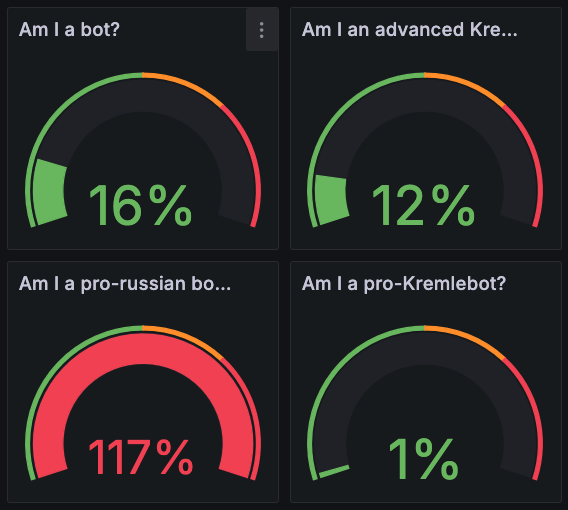 Am I a bot?
Am I an advanced Kre...
16%
12%
Am I a pro-russian bo...
Am I a pro-Kremlebot?
117%
1%